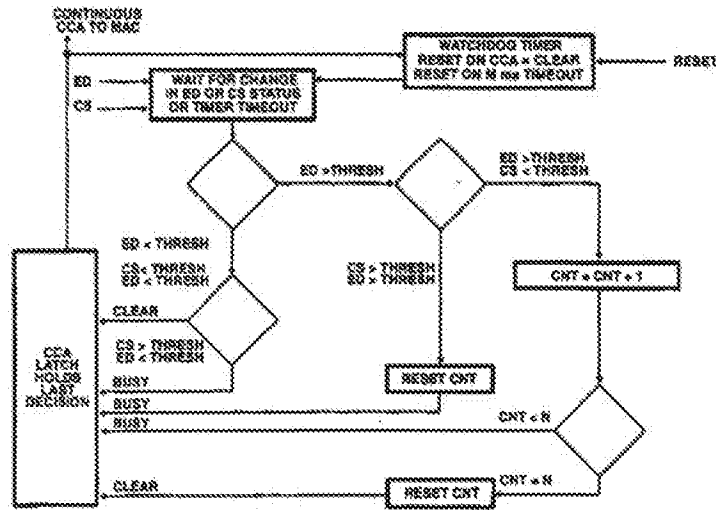 CONTINUOUS
CCA TO MAC
WATCHDOG TIMER
RESET ON CCA = CLEAR
RESET ON N ms TIMEOUT
RESET
ED
CS
WAIT FOR CHANGE
IN ED OR CS STATUS
OR TIMER TIMEOUT
ED >THRESH
ED >THRESH
CS < THRESH
ED < THRESH
CS< THRESH
ED < THRESH
CS > THRESH
ED > THRESH
CNT = CNT + 1
CLEAR
CS > THRESH
ED < THRESH
CCA
LATCH
HOLDS
LAST
DECISION
BUSY
RESET CNT
BUSY
BUSY
CNT < N
CNT = N
CLEAR
RESET CNT